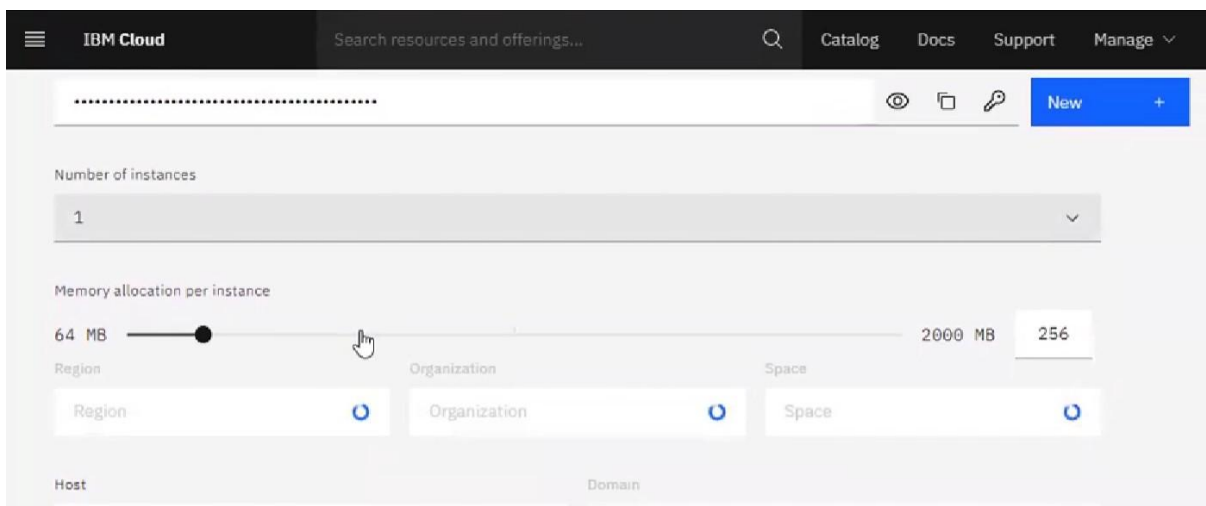 IBM Cloud Search resources and offerings... Catalog Docs Support Manage
New +
Number of instances
1
Memory allocation per instance
64 MB 2000 MB 256
Region Organization Space
Region Organization Space
Host Domain